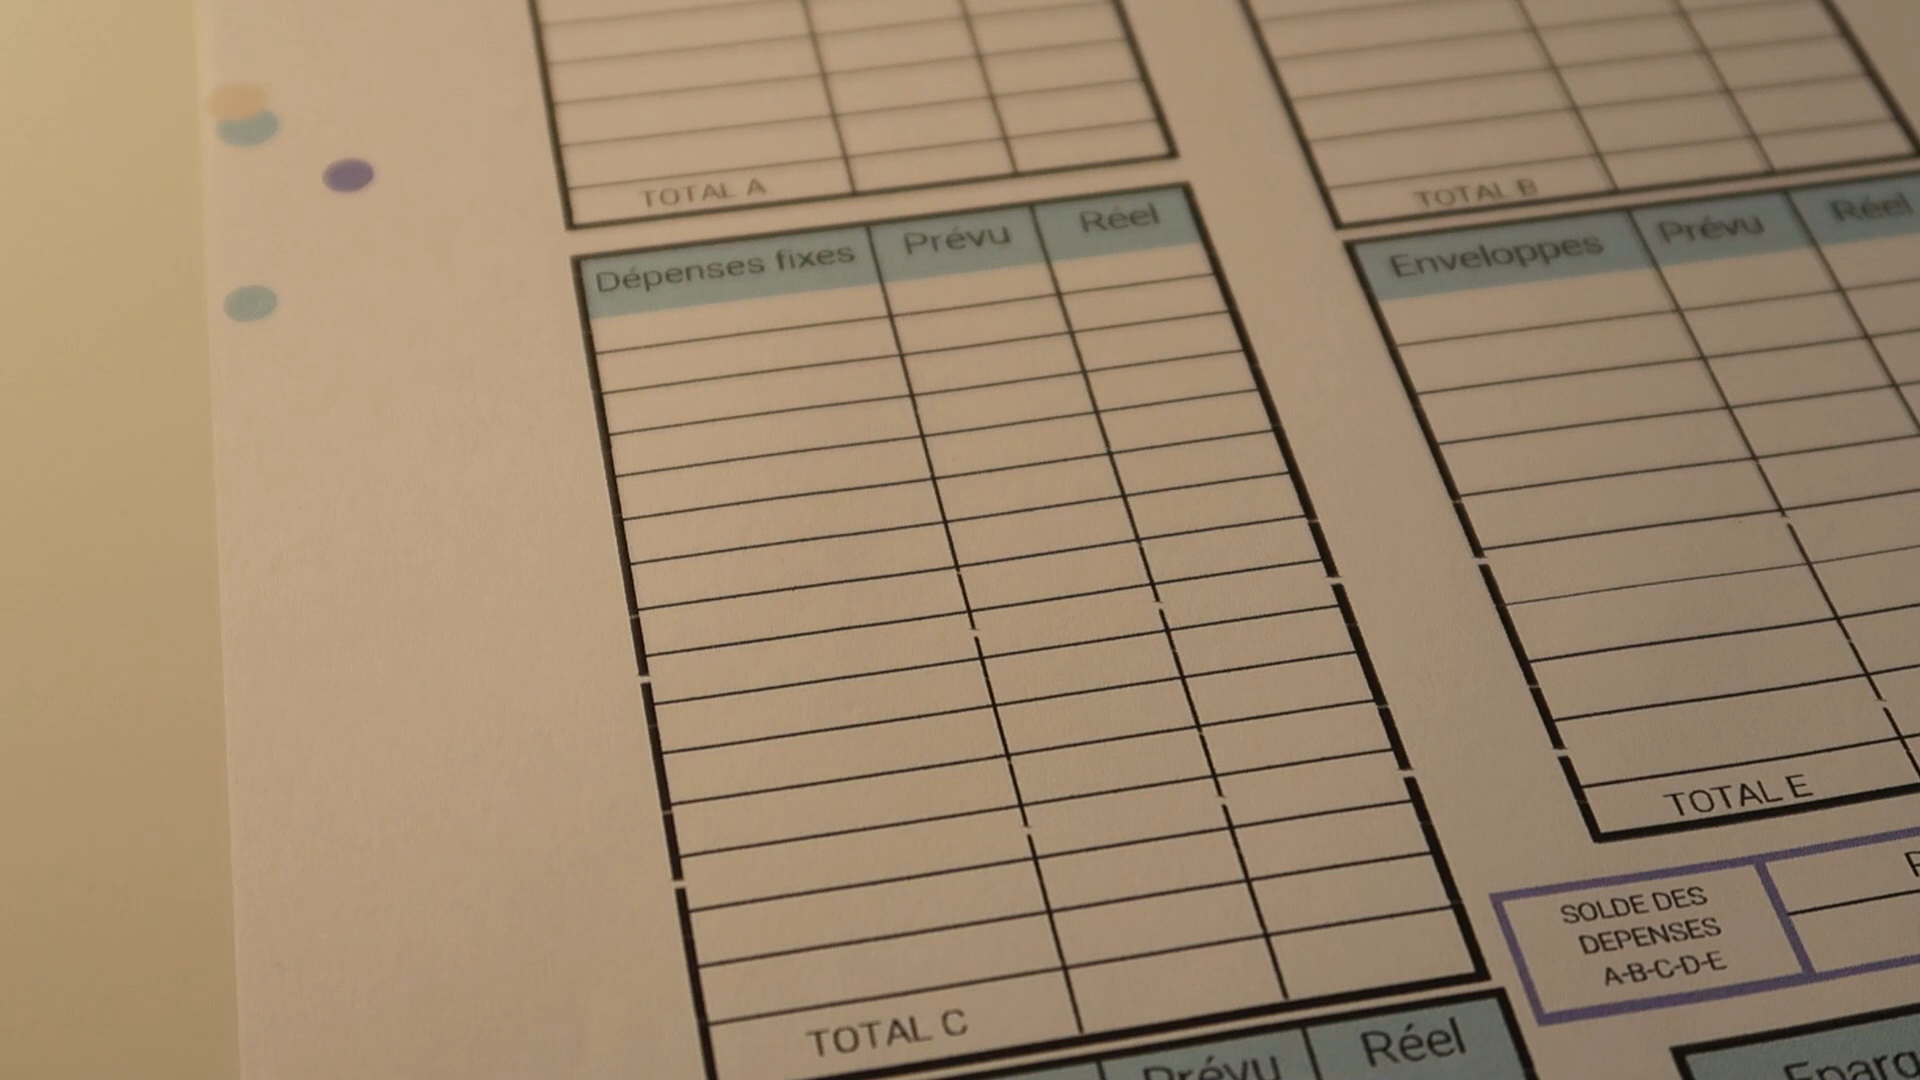 TOTAL A
TOTAL B
Dépenses fixes Prévu Réel
Enveloppes Prévu Réel
TOTAL E
SOLDE DES
DEPENSES
A-B-C-D-E
TOTAL C
Prévu Réel